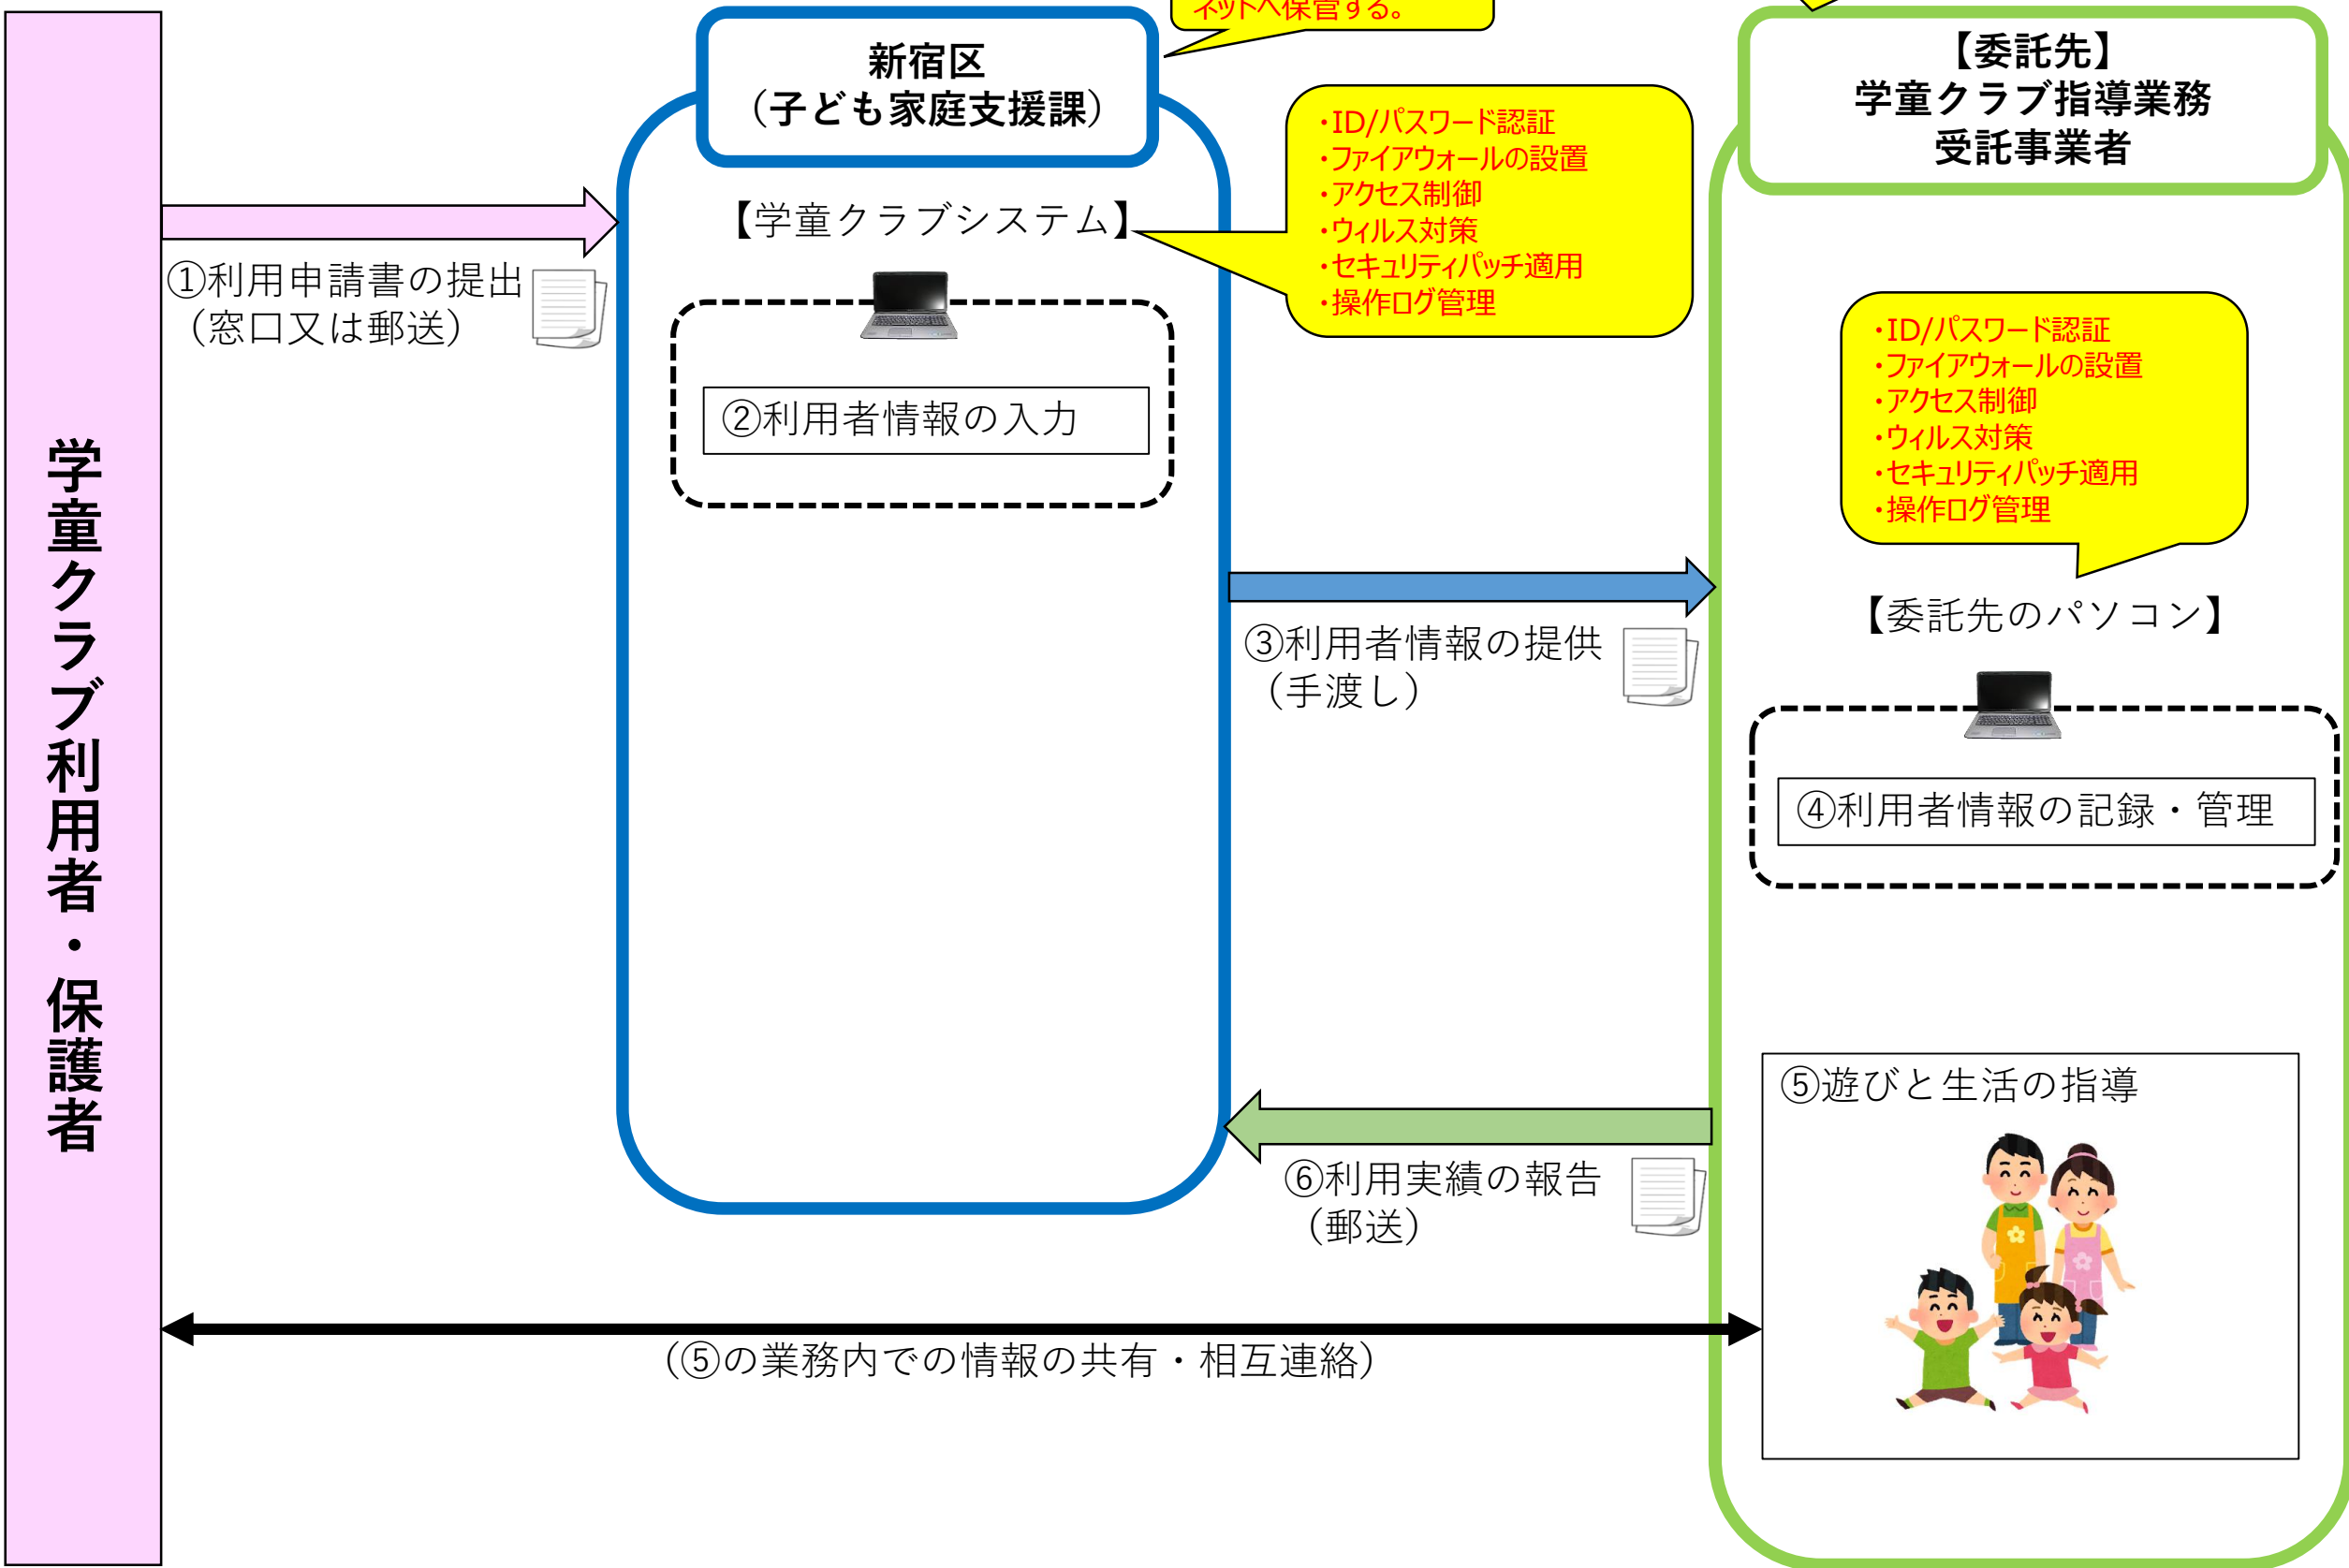 ネットへ保管する。
新宿区
（子ども家庭支援課）
【委託先】
学童クラブ指導業務
受託事業者
学童クラブ利用者・保護者
①利用申請書の提出
（窓口又は郵送）
【学童クラブシステム】
・ID/パスワード認証
・ファイアウォールの設置
・アクセス制御
・ウィルス対策
・セキュリティパッチ適用
・操作ログ管理
②利用者情報の入力
・ID/パスワード認証
・ファイアウォールの設置
・アクセス制御
・ウィルス対策
・セキュリティパッチ適用
・操作ログ管理
③利用者情報の提供
（手渡し）
【委託先のパソコン】
④利用者情報の記録・管理
⑤遊びと生活の指導
⑥利用実績の報告
（郵送）
（⑤の業務内での情報の共有・相互連絡）